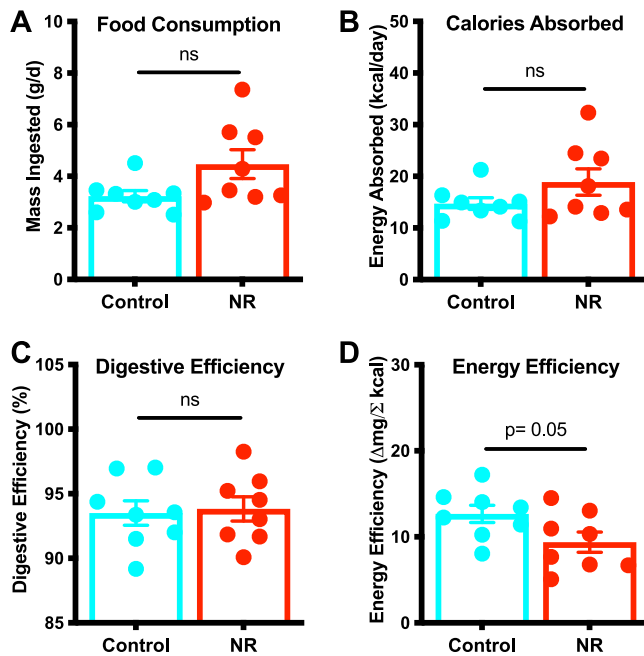 A
Food Consumption
ns
Mass Ingested (g/d)
10
8
6
4
2
0
Control
NR
B
Calories Absorbed
ns
Energy Absorbed (kcal/day)
50
40
30
20
10
0
Control
NR
C
Digestive Efficiency
ns
Digestive Efficiency (%)
105
100
95
90
85
Control
NR
D
Energy Efficiency
p= 0.05
Energy Efficiency (Δmg/Σ kcal)
30
20
10
0
Control
NR